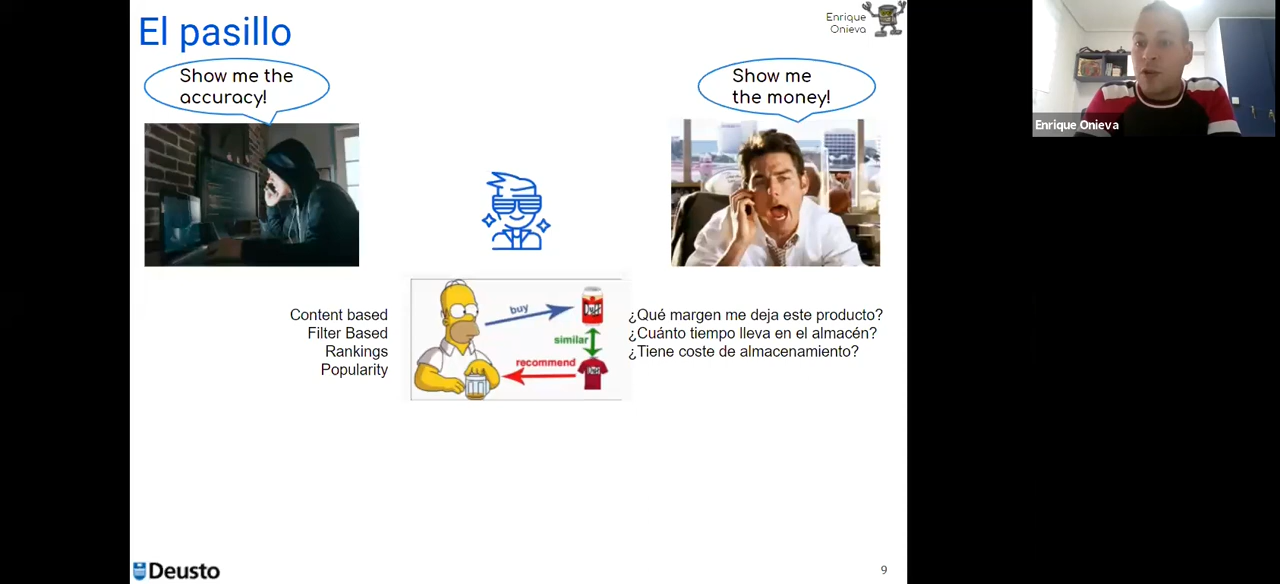 El pasillo
Enrique
Onieva
Show me the
accuracy!
Show me
the money!
Enrique Onieva
Content based
Filter Based
Rankings
Popularity
buy
similar
recommend
Duff
¿Qué margen me deja este producto?
¿Cuánto tiempo lleva en el almacén?
¿Tiene coste de almacenamiento?
Deusto
9